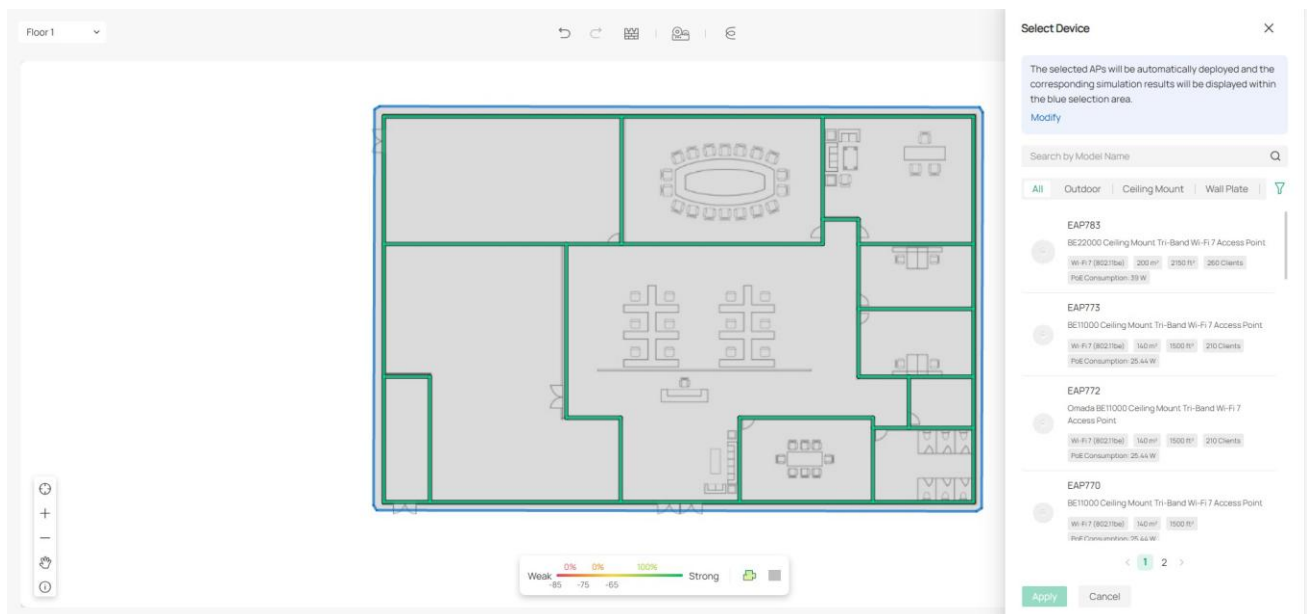 Floor 1
Select Device
The selected APs will be automatically deployed and the
corresponding simulation results will be displayed within
the blue selection area.
Modify
Search by Model Name
All Outdoor Ceiling Mount Wall Plate
EAP783
BE22000 Ceiling Mount Tri-Band Wi-Fi 7 Access Point
Wi-Fi 7 (802.11be) 200 m² 2150 ft² 260 Clients
PoE Consumption: 39 W
EAP773
BE11000 Ceiling Mount Tri-Band Wi-Fi 7 Access Point
Wi-Fi 7 (802.11be) 140 m² 1500 ft² 210 Clients
PoE Consumption: 25.44 W
EAP772
Omada BE11000 Ceiling Mount Tri-Band Wi-Fi 7
Access Point
Wi-Fi 7 (802.11be) 140 m² 1500 ft² 210 Clients
PoE Consumption: 25.44 W
EAP770
BE11000 Ceiling Mount Tri-Band Wi-Fi 7 Access Point
Wi-Fi 7 (802.11be) 140 m² 1500 ft²
PoE Consumption: 25.44 W
< 1 2 >
Apply Cancel
0% 0% 100%
Weak Strong
-85 -75 -65